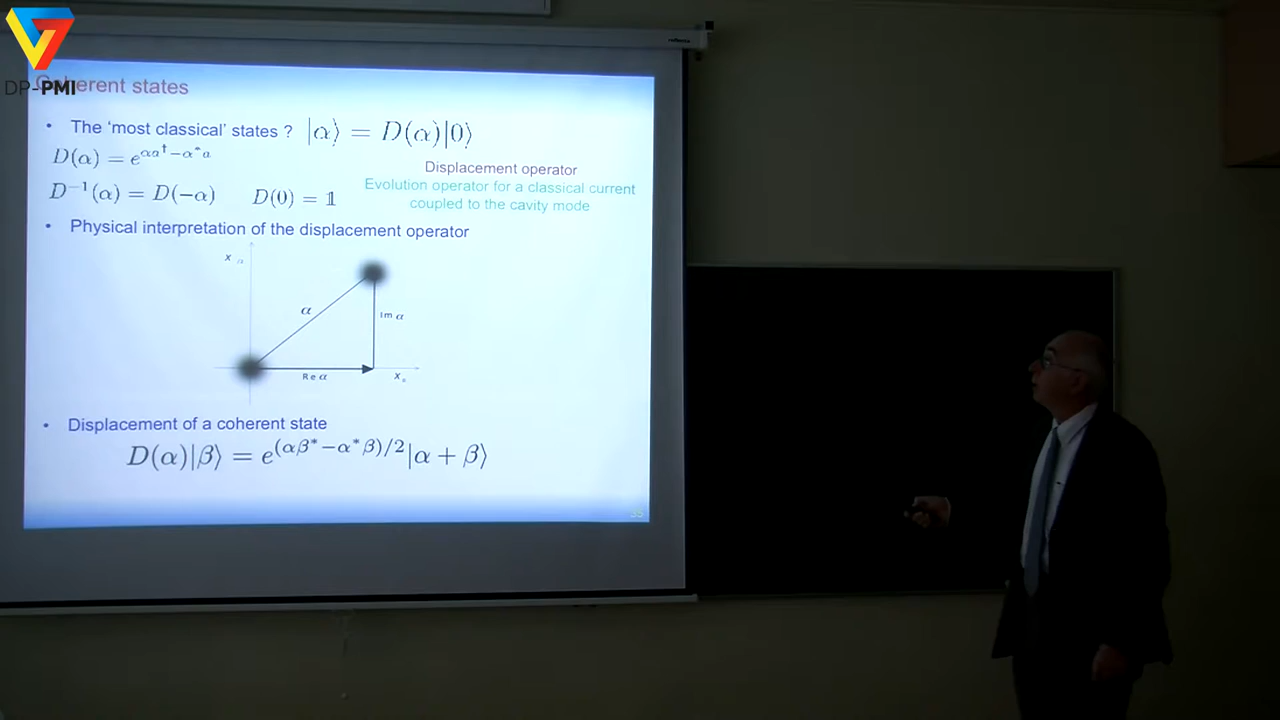 DP-PMI
Coherent states
• The 'most classical' states ? |α⟩ = D(α)|0⟩
D(α) = e^{αa†−α*a}
Displacement operator
D⁻¹(α) = D(−α) D(0) = 𝟙
Evolution operator for a classical current
coupled to the cavity mode
• Physical interpretation of the displacement operator
α
Im α
Re α
X₀
• Displacement of a coherent state
D(α)|β⟩ = e^{(αβ*−α*β)/2}|α + β⟩